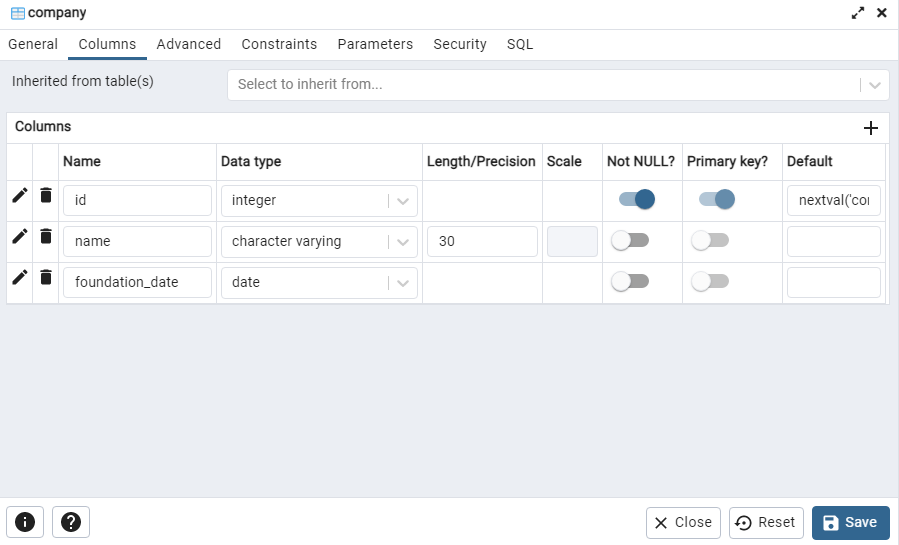 company
General Columns Advanced Constraints Parameters Security SQL
Inherited from table(s) Select to inherit from...
Columns
Name Data type Length/Precision Scale Not NULL? Primary key? Default
id integer nextval('co
name character varying 30
foundation_date date
Close Reset Save